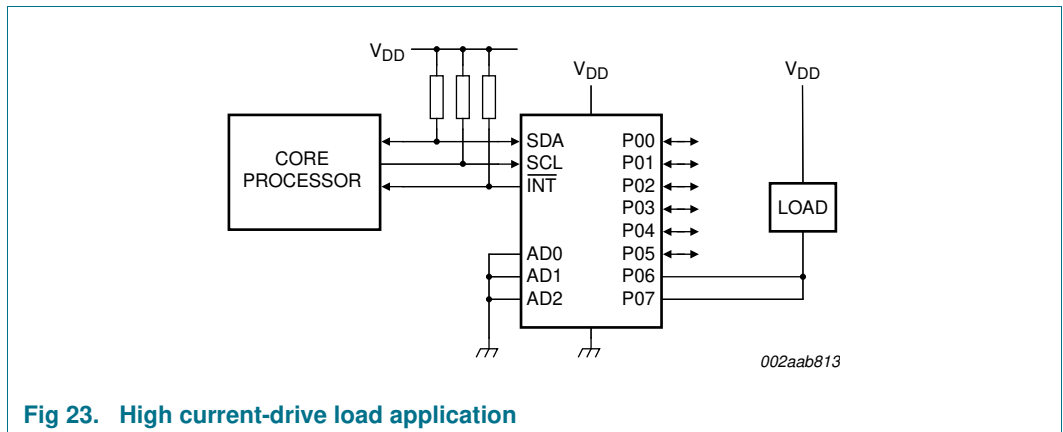 VDD
VDD
VDD
CORE
PROCESSOR
SDA
SCL
INT
AD0
AD1
AD2
P00
P01
P02
P03
P04
P05
P06
P07
LOAD
002aab813
Fig 23. High current-drive load application